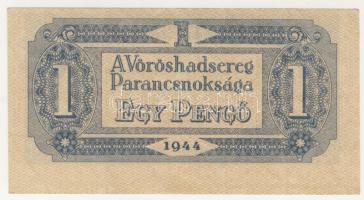 1
A Vöröshadsereg
Parancsnoksága
1 1
EGY PENGŐ
1944